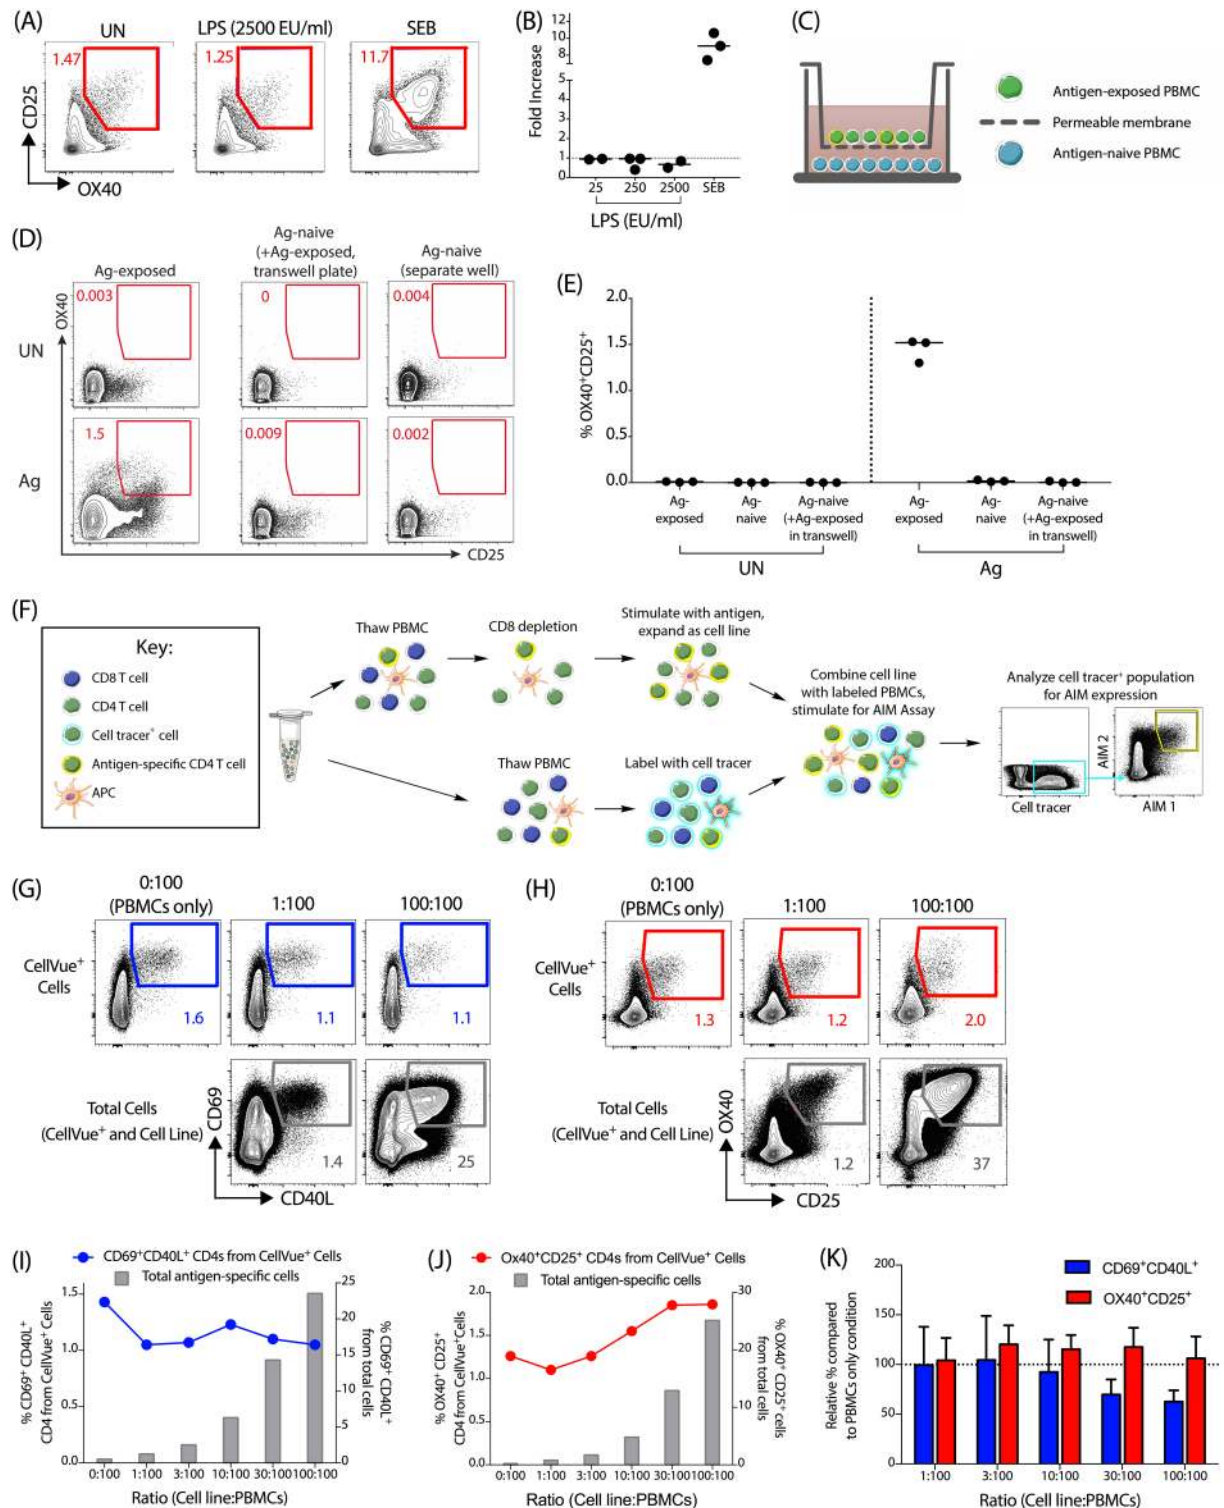 (A)
UN
LPS (2500 EU/ml)
SEB
1.47
1.25
11.7
CD25
OX40
(B)
Fold Increase
12
10
8
6
5
4
3
2
1
0
25
250
2500
SEB
LPS (EU/ml)
(C)
Antigen-exposed PBMC
Permeable membrane
Antigen-naive PBMC
(D)
Ag-exposed
Ag-naive
(+Ag-exposed,
transwell plate)
Ag-naive
(separate well)
OX40
UN
0.003
0
0.004
Ag
1.5
0.009
0.002
CD25
(E)
% OX40+CD25+
2.0
1.5
1.0
0.5
0.0
Ag-
exposed
Ag-
naive
Ag-naive
(+Ag-exposed
in transwell)
Ag-
exposed
Ag-
naive
Ag-naive
(+Ag-exposed
in transwell)
UN
Ag
(F)
Key:
CD8 T cell
CD4 T cell
Cell tracer+ cell
Antigen-specific CD4 T cell
APC
Thaw PBMC
CD8 depletion
Stimulate with antigen,
expand as cell line
Thaw PBMC
Label with cell tracer
Combine cell line
with labeled PBMCs,
stimulate for AIM Assay
Analyze cell tracer+ population
for AIM expression
Cell tracer
AIM 2
AIM 1
(G)
0:100
(PBMCs only)
1:100
100:100
CellVue+
Cells
1.6
1.1
1.1
Total Cells
(CellVue+ and Cell Line)
CD69
1.4
25
CD40L
(H)
0:100
(PBMCs only)
1:100
100:100
CellVue+
Cells
1.3
1.2
2.0
Total Cells
(CellVue+ and Cell Line)
OX40
1.2
37
CD25
(I)
CD69+CD40L+ CD4s from CellVue+ Cells
Total antigen-specific cells
% CD69+ CD40L+
CD4 from CellVue+ Cells
1.5
1.0
0.5
0.0
25
20
15
10
5
0
% CD69+ CD40L+
from total cells
0:100
1:100
3:100
10:100
30:100
100:100
Ratio (Cell line:PBMCs)
(J)
Ox40+CD25+ CD4s from CellVue+ Cells
Total antigen-specific cells
% OX40+ CD25+
CD4 from CellVue+Cells
2.0
1.5
1.0
0.5
0.0
30
20
10
0
% OX40+ CD25+ cells
from total cells
0:100
1:100
3:100
10:100
30:100
100:100
Ratio (Cell line:PBMCs)
(K)
CD69+CD40L+
OX40+CD25+
Relative % compared
to PBMCs only condition
200
150
100
50
0
1:100
3:100
10:100
30:100
100:100
Ratio (Cell line:PBMCs)